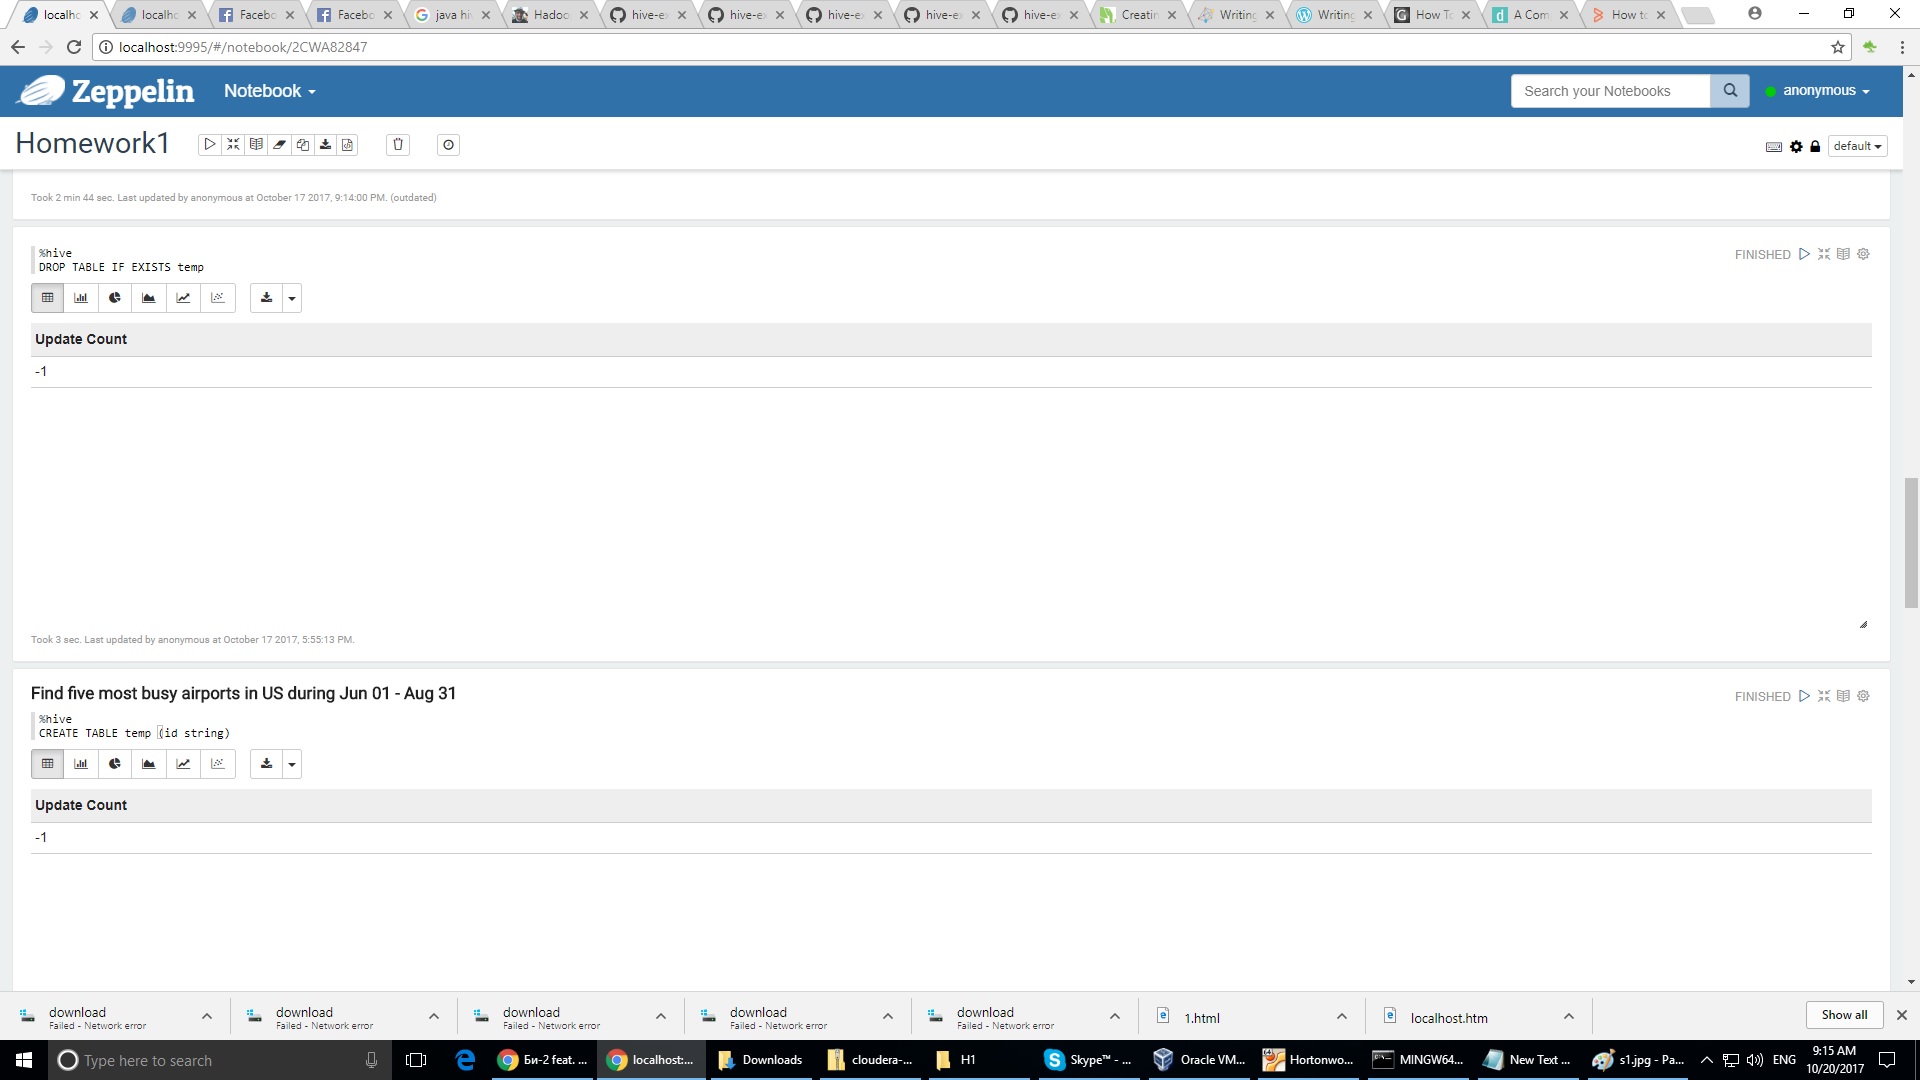 localhc
localhc
Facebo
Facebo
java hi
Hadoo
hive-e
hive-e
hive-e
hive-e
hive-e
Creatin
Writing
Writing
How To
A Com
How to
localhost:9995/#/notebook/2CWA82847
Zeppelin
Notebook
Search your Notebooks
anonymous
Homework1
default
Took 2 min 44 sec. Last updated by anonymous at October 17 2017, 9:14:00 PM. (outdated)
%hive
DROP TABLE IF EXISTS temp
FINISHED
Update Count
-1
Took 3 sec. Last updated by anonymous at October 17 2017, 5:55:13 PM.
Find five most busy airports in US during Jun 01 - Aug 31
FINISHED
%hive
CREATE TABLE temp (id string)
Update Count
-1
download
Failed - Network error
download
Failed - Network error
download
Failed - Network error
download
Failed - Network error
download
Failed - Network error
1.html
localhost.htm
Show all
Type here to search
Би-2 feat. ...
localhost:...
Downloads
cloudera-...
H1
Skype™ - ...
Oracle VM...
Hortonwo...
MINGW64...
New Text ...
s1.jpg - Pa...
ENG
9:15 AM
10/20/2017